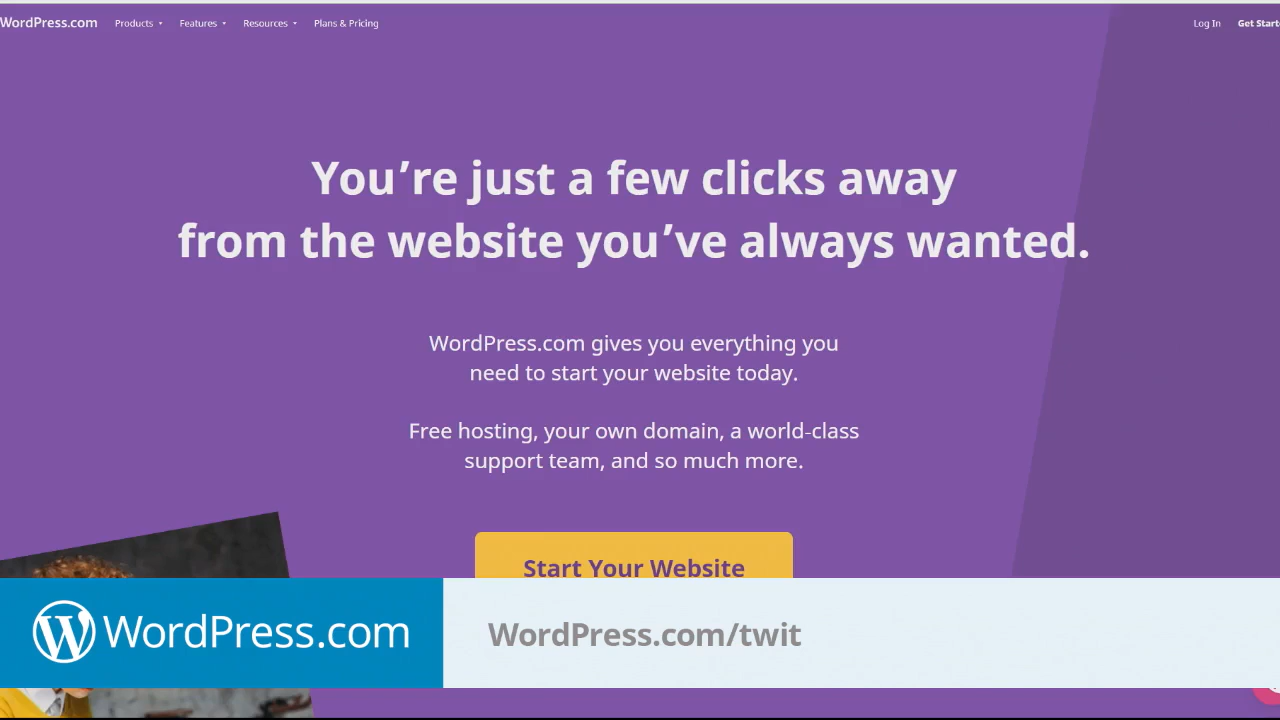 WordPress.com Products Features Resources Plans & Pricing Log In Get Start
You’re just a few clicks away
from the website you’ve always wanted.
WordPress.com gives you everything you
need to start your website today.
Free hosting, your own domain, a world-class
support team, and so much more.
Start Your Website
WordPress.com
WordPress.com/twit